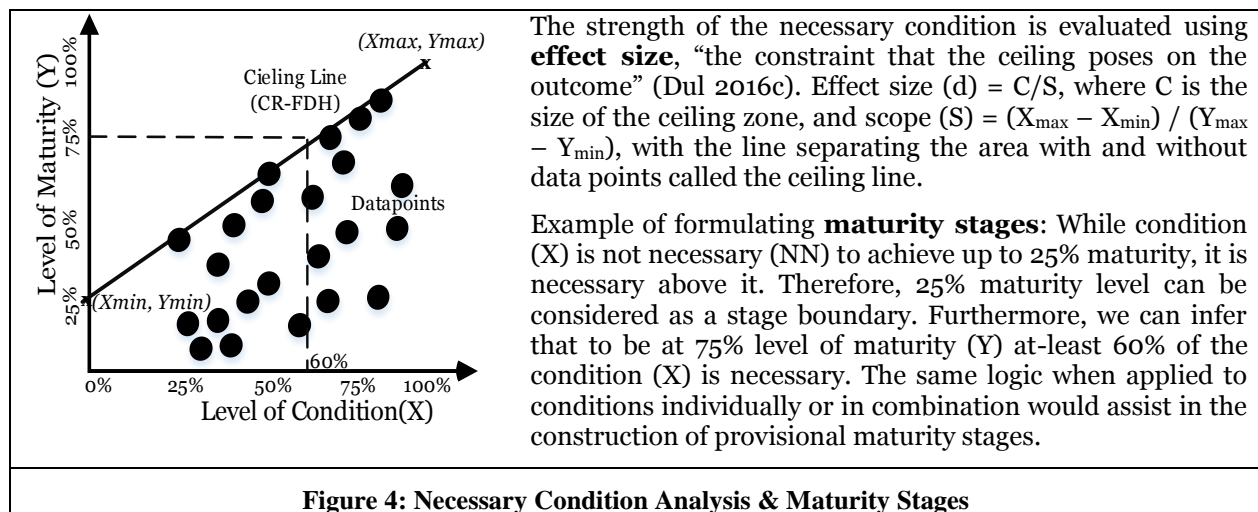 (Xmax, Ymax)
Cieling Line
(CR-FDH)
Datapoints
(Xmin, Ymin)
Level of Maturity (Y)
100%
75%
50%
25%
60%
0% 25% 50% 75% 100%
Level of Condition(X)
The strength of the necessary condition is evaluated using
effect size, “the constraint that the ceiling poses on the
outcome” (Dul 2016c). Effect size (d) = C/S, where C is the
size of the ceiling zone, and scope (S) = (Xmax – Xmin) / (Ymax
– Ymin), with the line separating the area with and without
data points called the ceiling line.
Example of formulating maturity stages: While condition
(X) is not necessary (NN) to achieve up to 25% maturity, it is
necessary above it. Therefore, 25% maturity level can be
considered as a stage boundary. Furthermore, we can infer
that to be at 75% level of maturity (Y) at-least 60% of the
condition (X) is necessary. The same logic when applied to
conditions individually or in combination would assist in the
construction of provisional maturity stages.
Figure 4: Necessary Condition Analysis & Maturity Stages